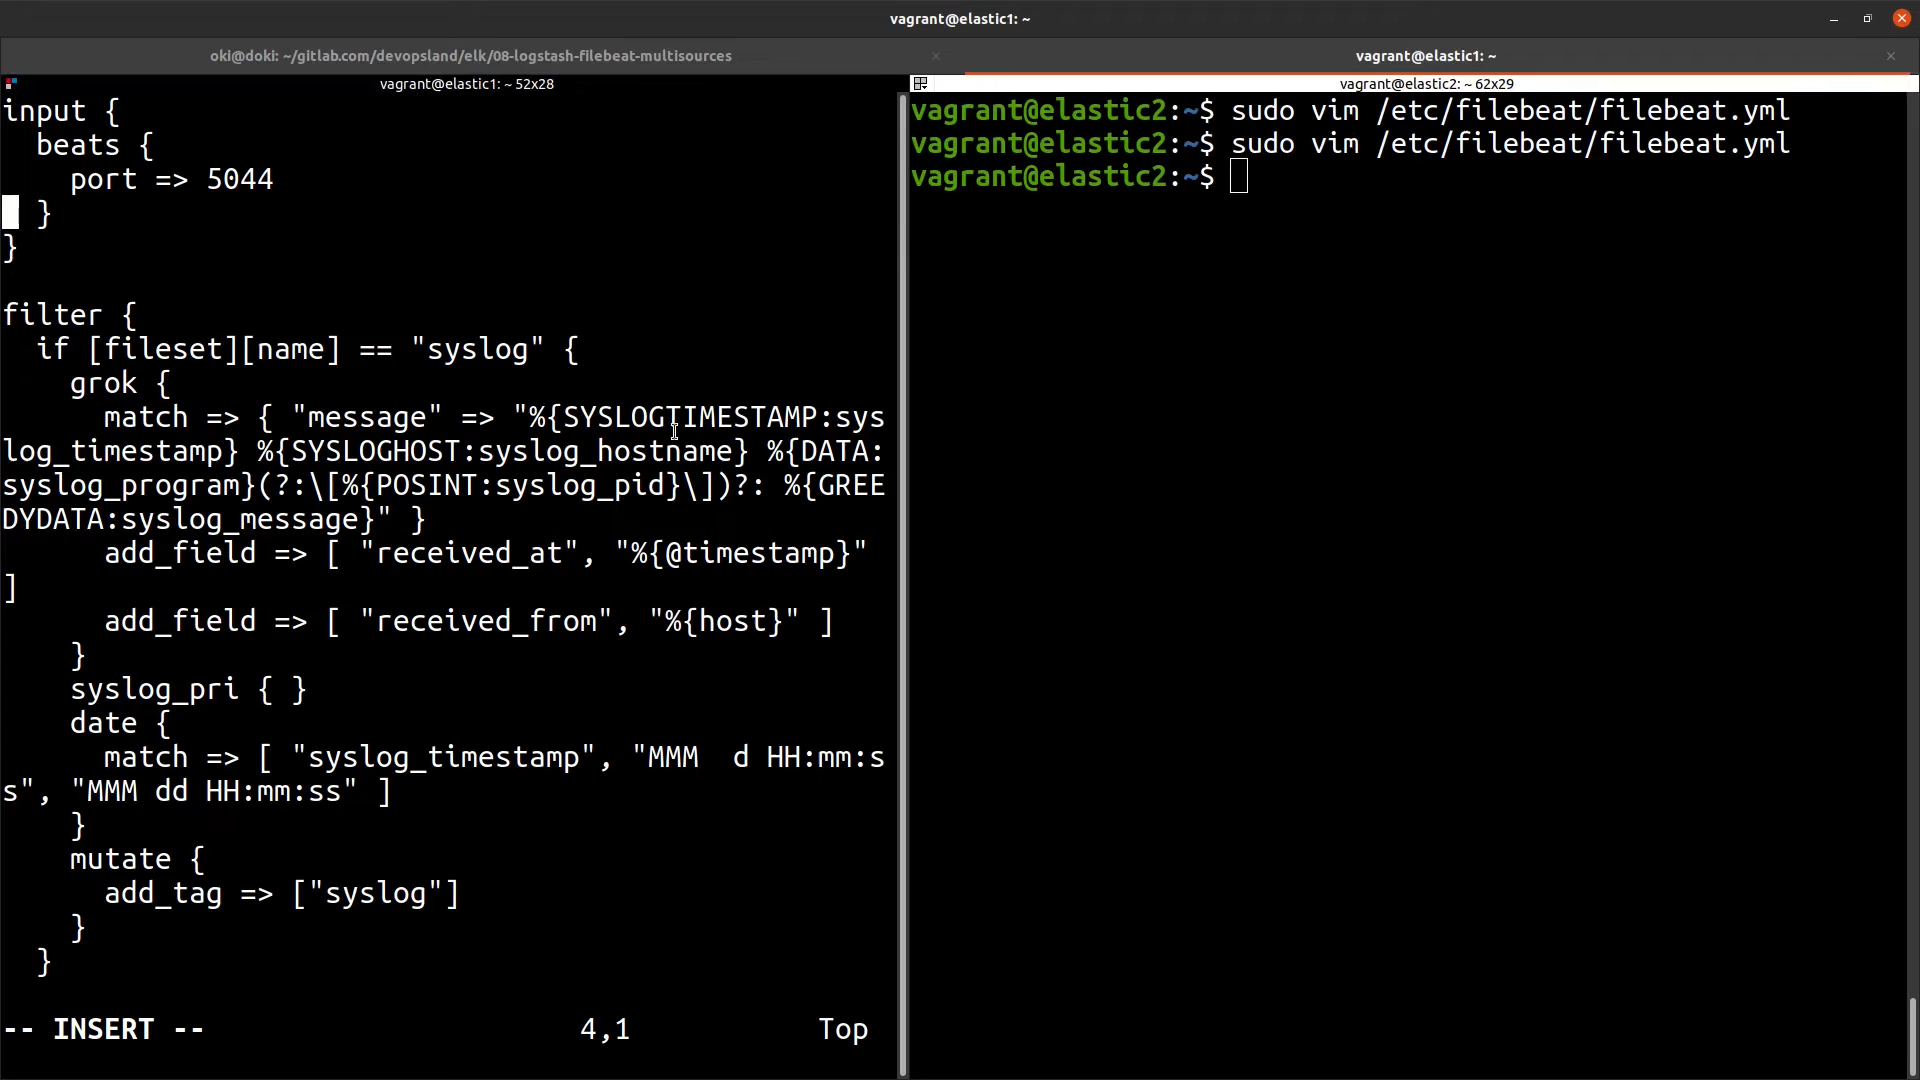 vagrant@elastic1: ~
oki@doki: ~/gitlab.com/devopsland/elk/08-logstash-filebeat-multisources
vagrant@elastic1: ~
vagrant@elastic1: ~ 52x28
input {
  beats {
    port => 5044
  }
}
filter {
  if [fileset][name] == "syslog" {
    grok {
      match => { "message" => "%{SYSLOGTIMESTAMP:sys
log_timestamp} %{SYSLOGHOST:syslog_hostname} %{DATA:
syslog_program}(?:\[%{POSINT:syslog_pid}\])?: %{GREE
DYDATA:syslog_message}" }
      add_field => [ "received_at", "%{@timestamp}"
]
      add_field => [ "received_from", "%{host}" ]
    }
    syslog_pri { }
    date {
      match => [ "syslog_timestamp", "MMM  d HH:mm:s
s", "MMM dd HH:mm:ss" ]
    }
    mutate {
      add_tag => ["syslog"]
    }
  }
-- INSERT -- 4,1 Top
vagrant@elastic2: ~ 62x29
vagrant@elastic2:~$ sudo vim /etc/filebeat/filebeat.yml
vagrant@elastic2:~$ sudo vim /etc/filebeat/filebeat.yml
vagrant@elastic2:~$